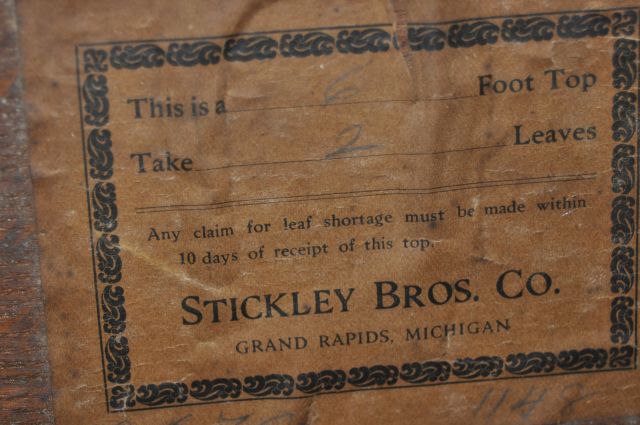 This is a 6 Foot Top
Take 2 Leaves
Any claim for leaf shortage must be made within
10 days of receipt of this top.
STICKLEY BROS. CO.
GRAND RAPIDS, MICHIGAN
1148